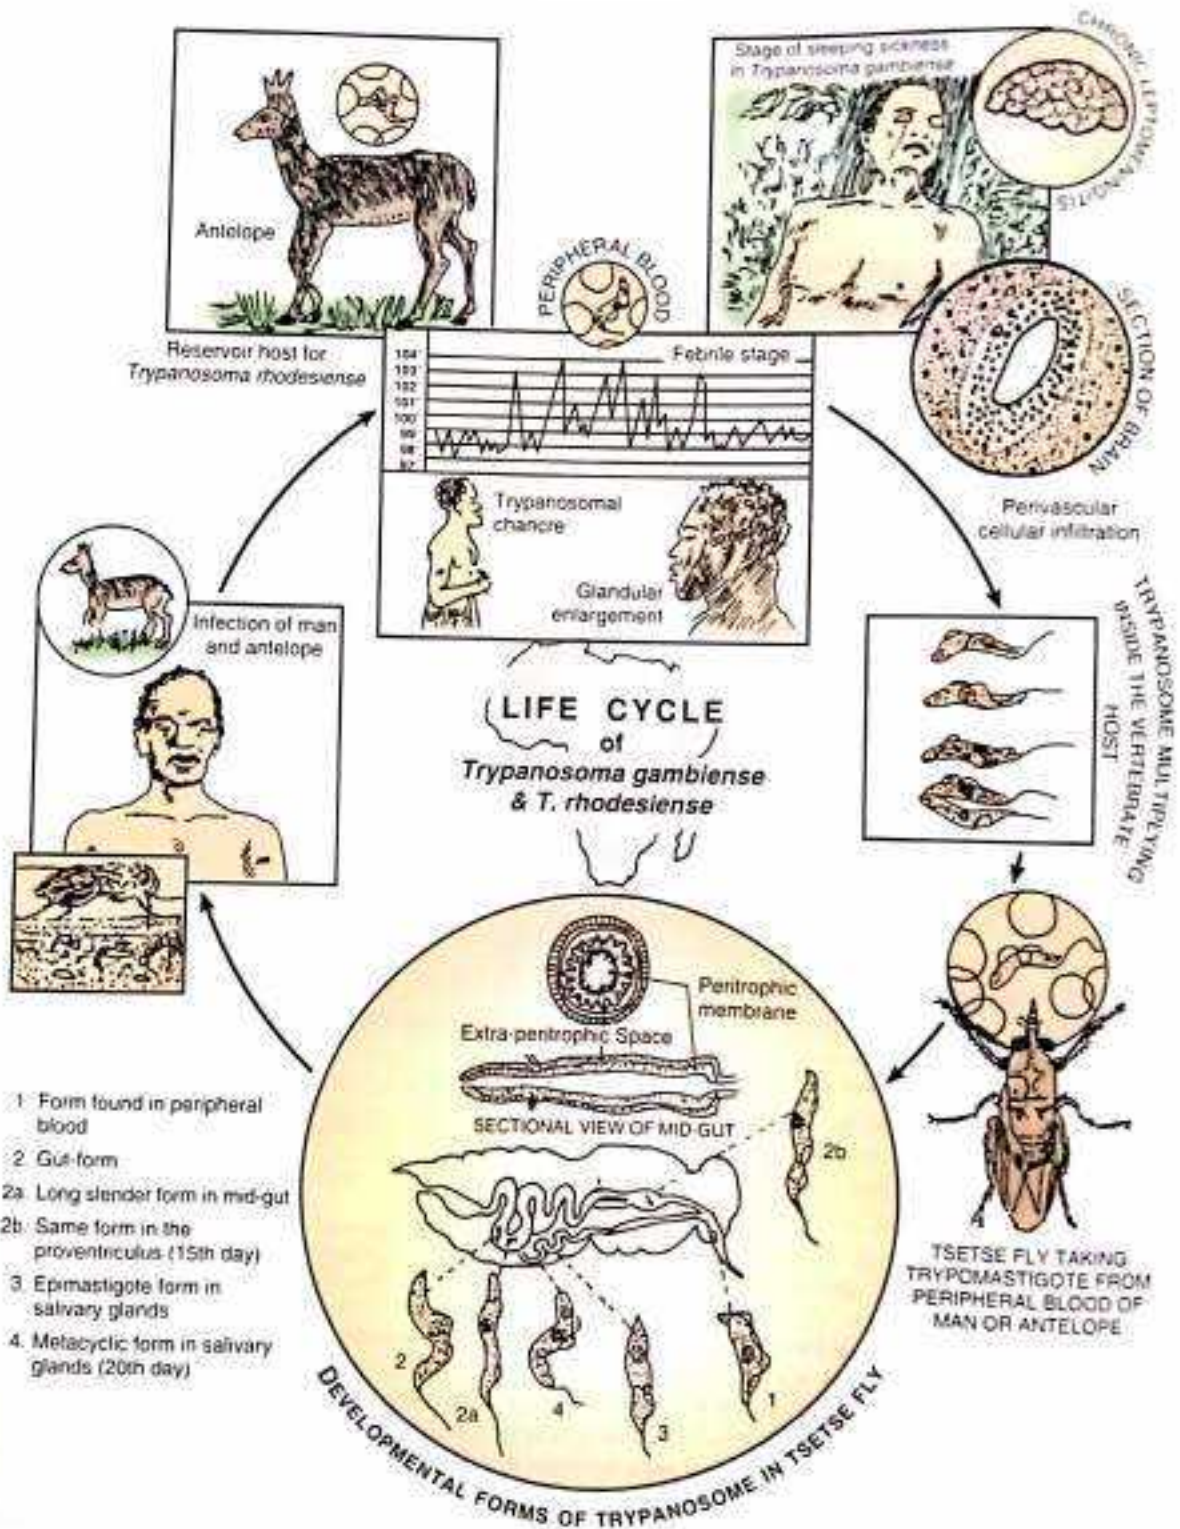 Stage of sleeping sickness
in Trypanosoma gambiense
CHRONIC LEPTOMENINGITIS
Antelope
PERIPHERAL BLOOD
Reservoir host for
Trypanosoma rhodesiense
104
103
102
101
100
99
98
97
Febrile stage
SECTION OF BRAIN
Perivascular
cellular infiltration
Trypanosomal
chancre
Glandular
enlargement
Infection of man
and antelope
TRYPANOSOME MULTIPLYING
INSIDE THE VERTEBRATE
HOST
LIFE CYCLE
of
Trypanosoma gambiense
& T. rhodesiense
Peritrophic
membrane
Extra-peritrophic Space
SECTIONAL VIEW OF MID-GUT
2b
2
2a
4
3
1
DEVELOPMENTAL FORMS OF TRYPANOSOME IN TSETSE FLY
1 Form found in peripheral
blood
2 Gut-form
2a. Long slender form in mid-gut
2b. Same form in the
proventriculus (15th day)
3. Epimastigote form in
salivary glands
4. Metacyclic form in salivary
glands (20th day)
TSETSE FLY TAKING
TRYPOMASTIGOTE FROM
PERIPHERAL BLOOD OF
MAN OR ANTELOPE